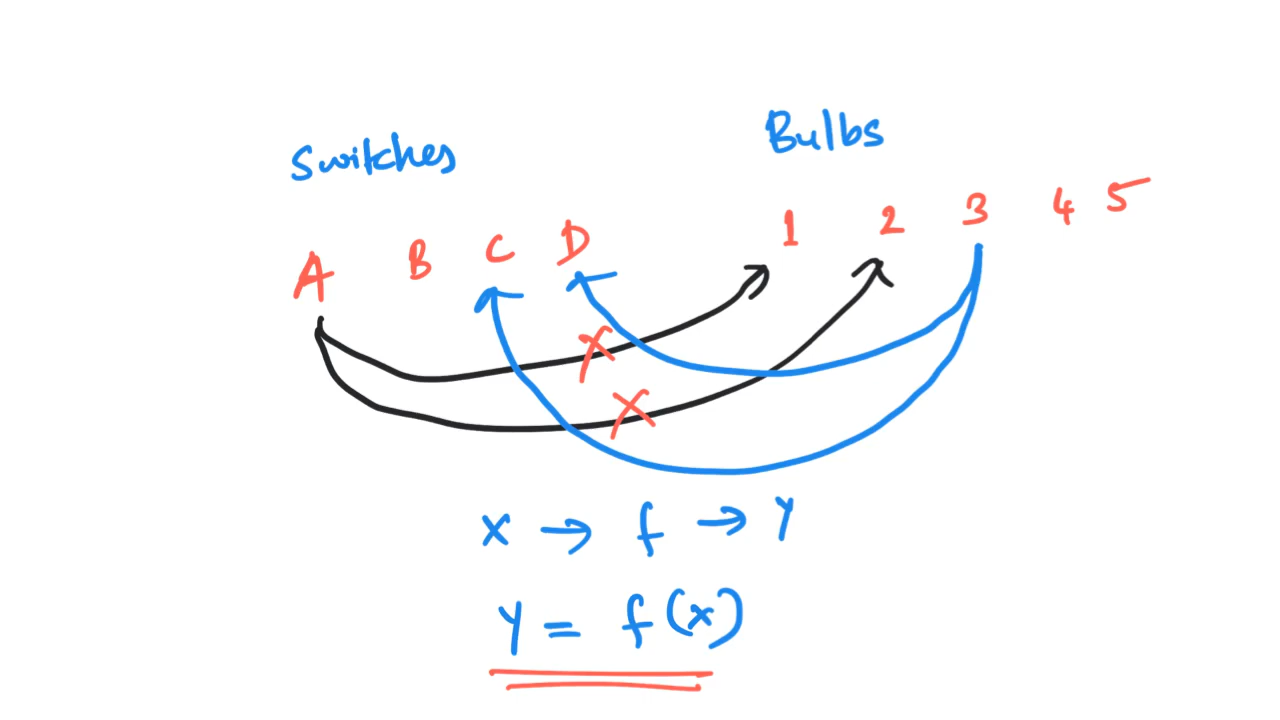 Switches Bulbs
A B C D 1 2 3 4 5
X X
x → f → y
y = f(x)